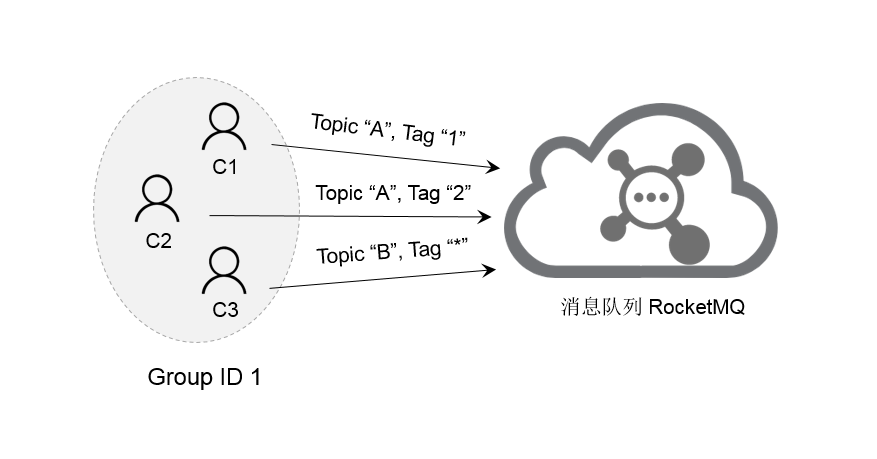 C1
C2
C3
Group ID 1
Topic “A”, Tag “1”
Topic “A”, Tag “2”
Topic “B”, Tag “*”
消息队列 RocketMQ